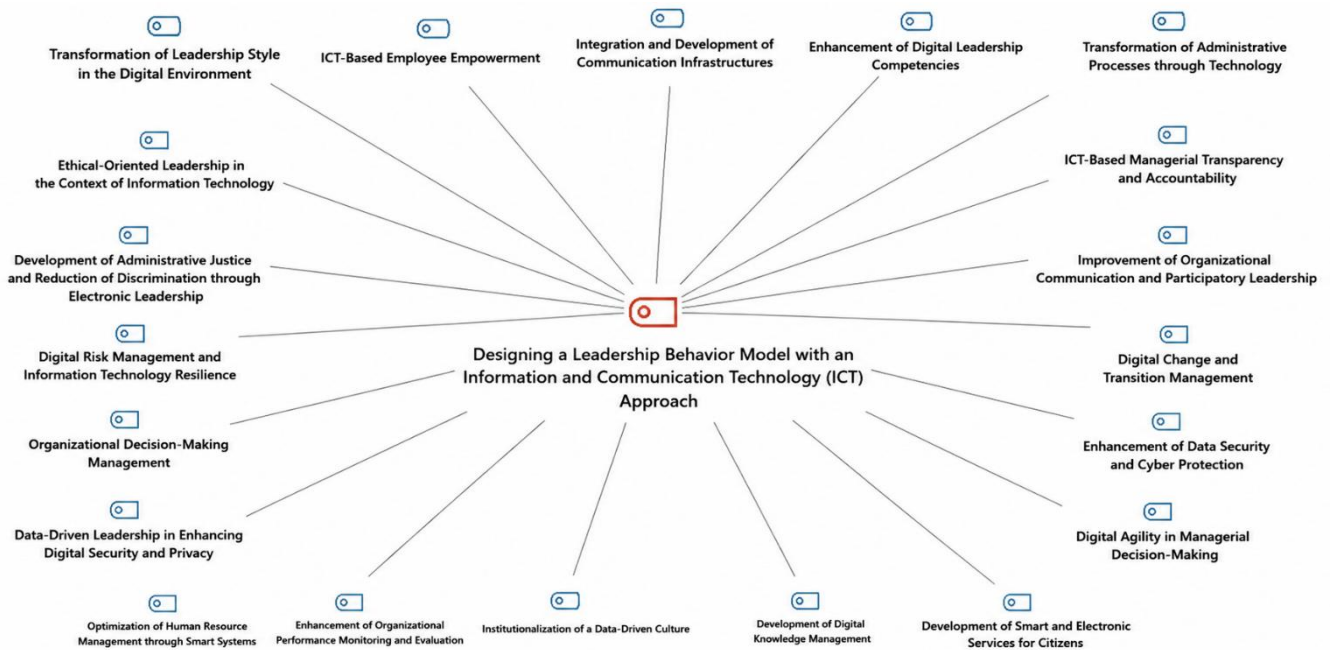 Transformation of Leadership Style
in the Digital Environment
ICT-Based Employee Empowerment
Integration and Development of
Communication Infrastructures
Enhancement of Digital Leadership
Competencies
Transformation of Administrative
Processes through Technology
Ethical-Oriented Leadership in
the Context of Information Technology
ICT-Based Managerial Transparency
and Accountability
Development of Administrative Justice
and Reduction of Discrimination through
Electronic Leadership
Improvement of Organizational
Communication and Participatory Leadership
Digital Risk Management and
Information Technology Resilience
Designing a Leadership Behavior Model with an
Information and Communication Technology (ICT)
Approach
Digital Change and
Transition Management
Organizational Decision-Making
Management
Enhancement of Data Security
and Cyber Protection
Data-Driven Leadership in Enhancing
Digital Security and Privacy
Digital Agility in Managerial
Decision-Making
Optimization of Human Resource
Management through Smart Systems
Enhancement of Organizational
Performance Monitoring and Evaluation
Institutionalization of a Data-Driven Culture
Development of Digital
Knowledge Management
Development of Smart and Electronic
Services for Citizens